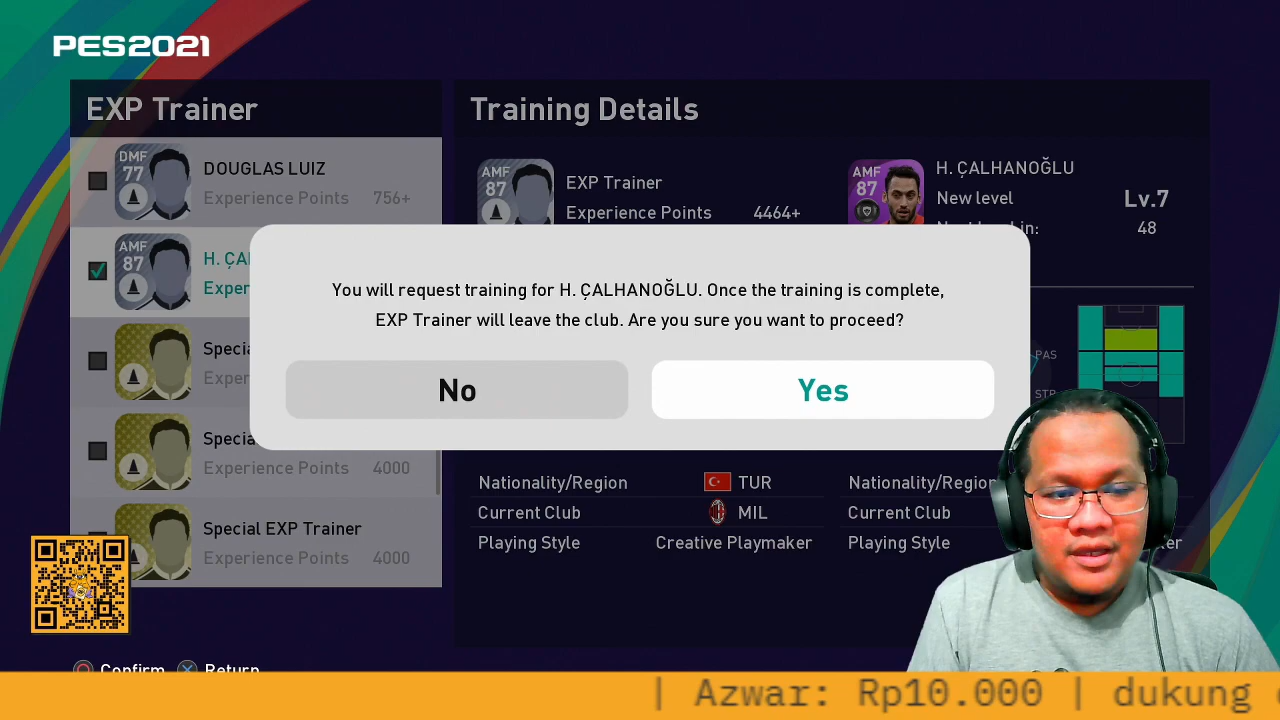 PES2021
EXP Trainer
Training Details
DMF
77
DOUGLAS LUIZ
Experience Points 756+
AMF
87
EXP Trainer
Experience Points 4464+
AMF
87
H. ÇALHANOĞLU
New level Lv.7
48
AMF
87
You will request training for H. ÇALHANOĞLU. Once the training is complete,
EXP Trainer will leave the club. Are you sure you want to proceed?
No
Yes
PAS
Experience Points 4000
Special EXP Trainer
Experience Points 4000
Nationality/Region TUR
Current Club MIL
Playing Style Creative Playmaker
Current Club
Playing Style
Confirm Return
| Azwar: Rp10.000 | dukung